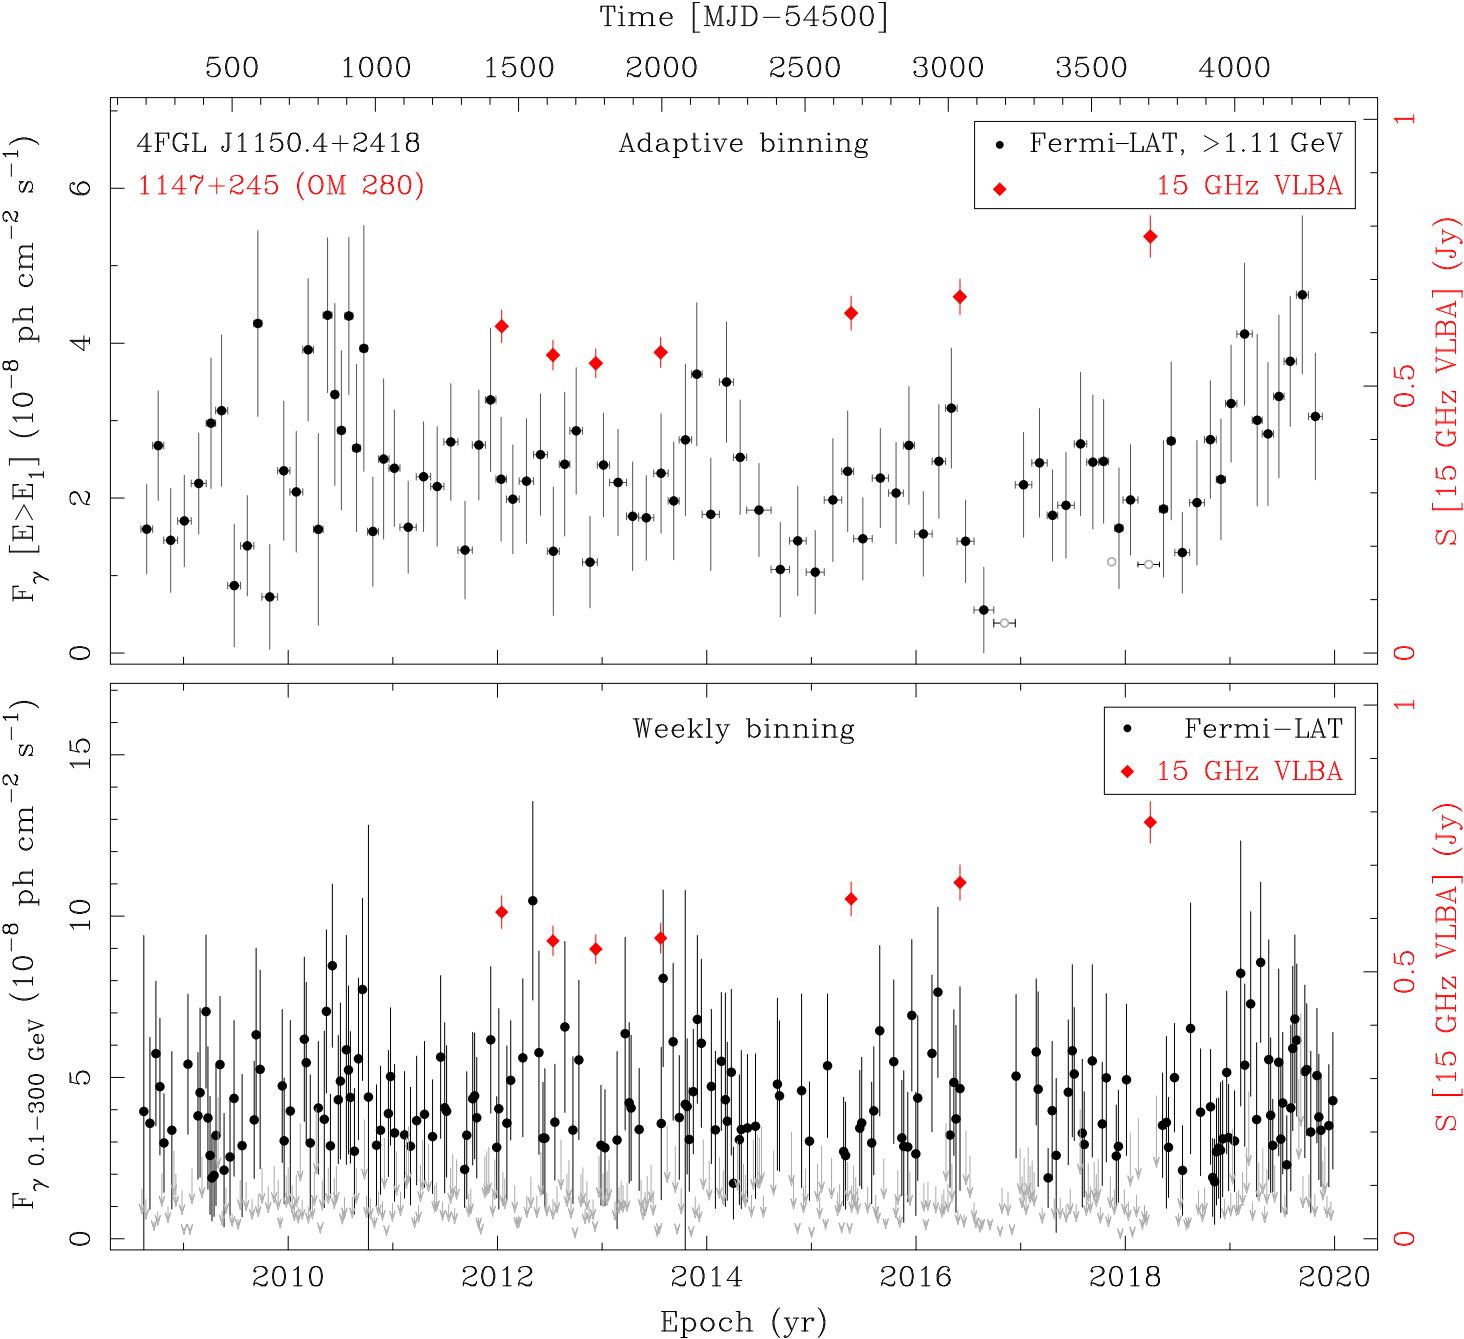 Time [MJD−54500]
500 1000 1500 2000 2500 3000 3500 4000
4FGL J1150.4+2418
1147+245 (OM 280)
Adaptive binning
Fermi−LAT, >1.11 GeV
15 GHz VLBA
F_γ [E>E_1] (10^−8 ph cm^−2 s^−1)
0 2 4 6
S [15 GHz VLBA] (Jy)
0 0.5 1
Weekly binning
Fermi−LAT
15 GHz VLBA
F_γ 0.1−300 GeV (10^−8 ph cm^−2 s^−1)
0 5 10 15
S [15 GHz VLBA] (Jy)
0 0.5 1
2010 2012 2014 2016 2018 2020
Epoch (yr)